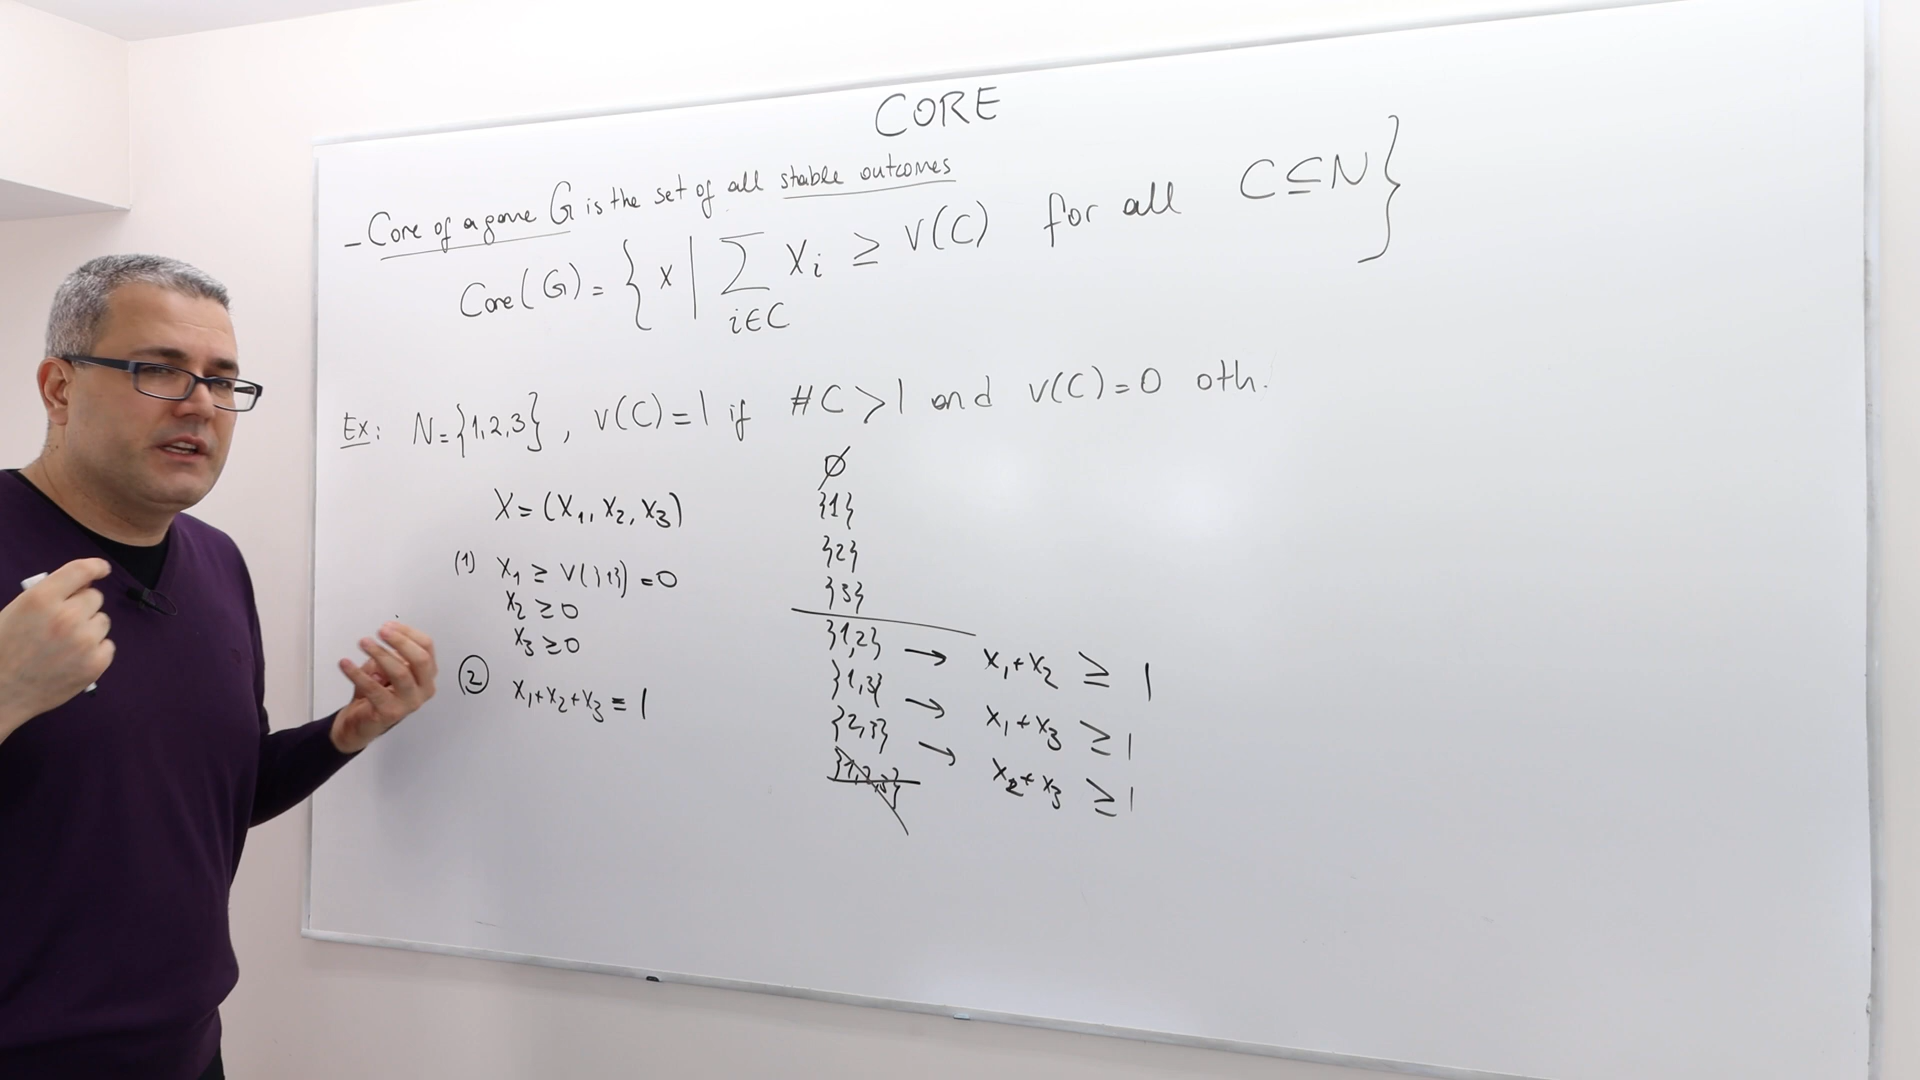 CORE
– Core of a game G is the set of all stable outcomes
Core(G) = { x | ∑ xᵢ ≥ v(C) for all C ⊆ N }
i∈C
Ex: N={1,2,3}, v(C)=1 if #C>1 and v(C)=0 oth.
∅
X=(x₁, x₂, x₃)
{1}
{2}
(1) x₁ ≥ v({1})=0
{3}
x₂ ≥0
x₃ ≥0
{1,2} → x₁+x₂ ≥ 1
② x₁+x₂+x₃ = 1
{1,3} → x₁+x₃ ≥1
{2,3} → x₂+x₃ ≥1
{1,2,3}